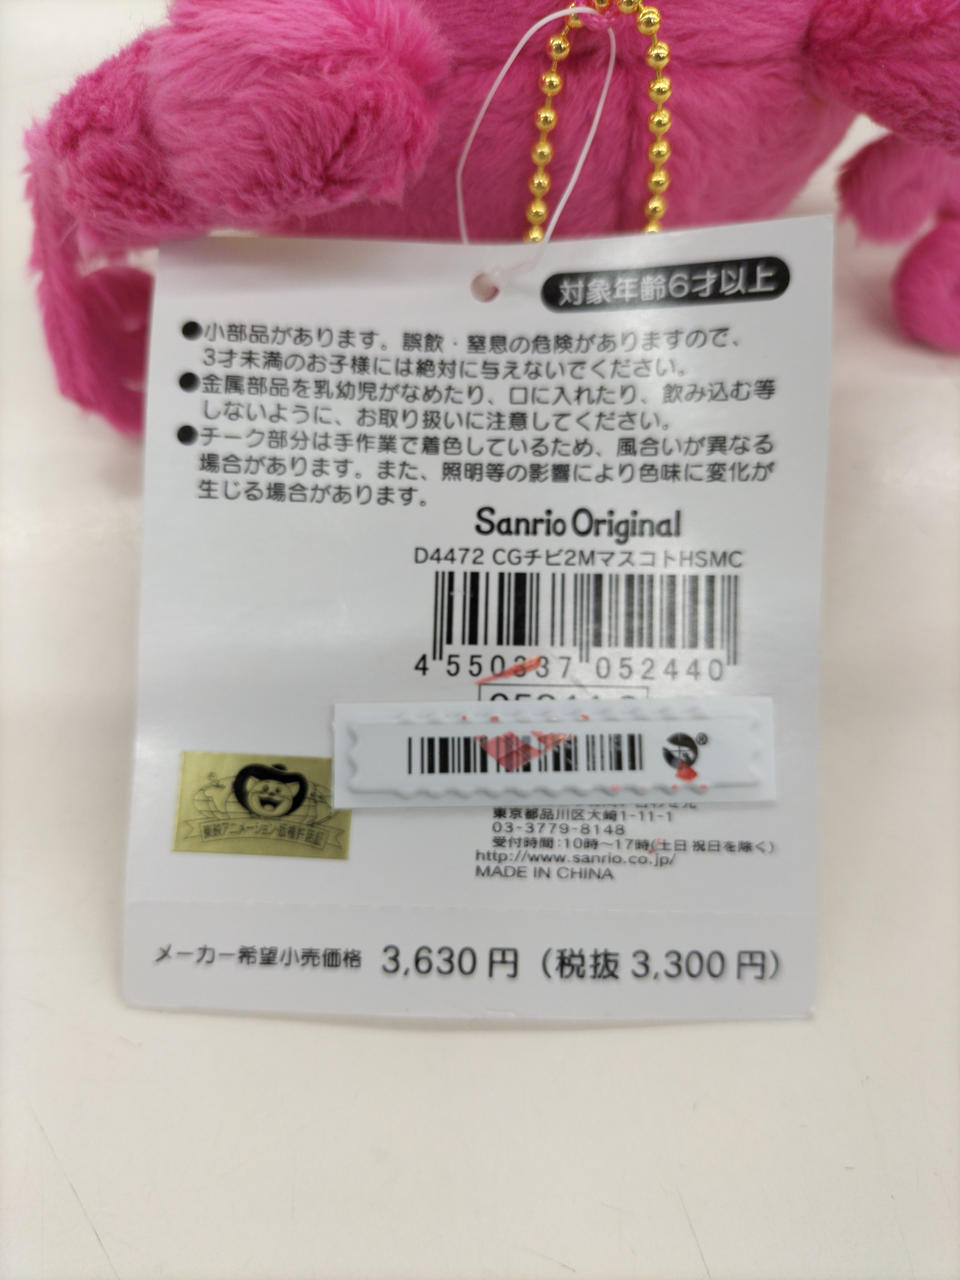 対象年齢6才以上
●小部品があります。誤飲・窒息の危険がありますので、
3才未満のお子様には絶対に与えないでください。
●金属部品を乳幼児がなめたり、口に入れたり、飲み込む等
しないように、お取り扱いに注意してください。
●チーク部分は手作業で着色しているため、風合いが異なる
場合があります。また、照明等の影響により色味に変化が
生じる場合があります。
Sanrio Original
D4472 CGチビ2MマスコトHSMC
4 550337 052440
®
東京都品川区大崎1-11-1
03-3779-8148
受付時間:10時～17時(土日祝日を除く)
http://www.sanrio.co.jp/
MADE IN CHINA
メーカー希望小売価格 3,630円(税抜3,300円)